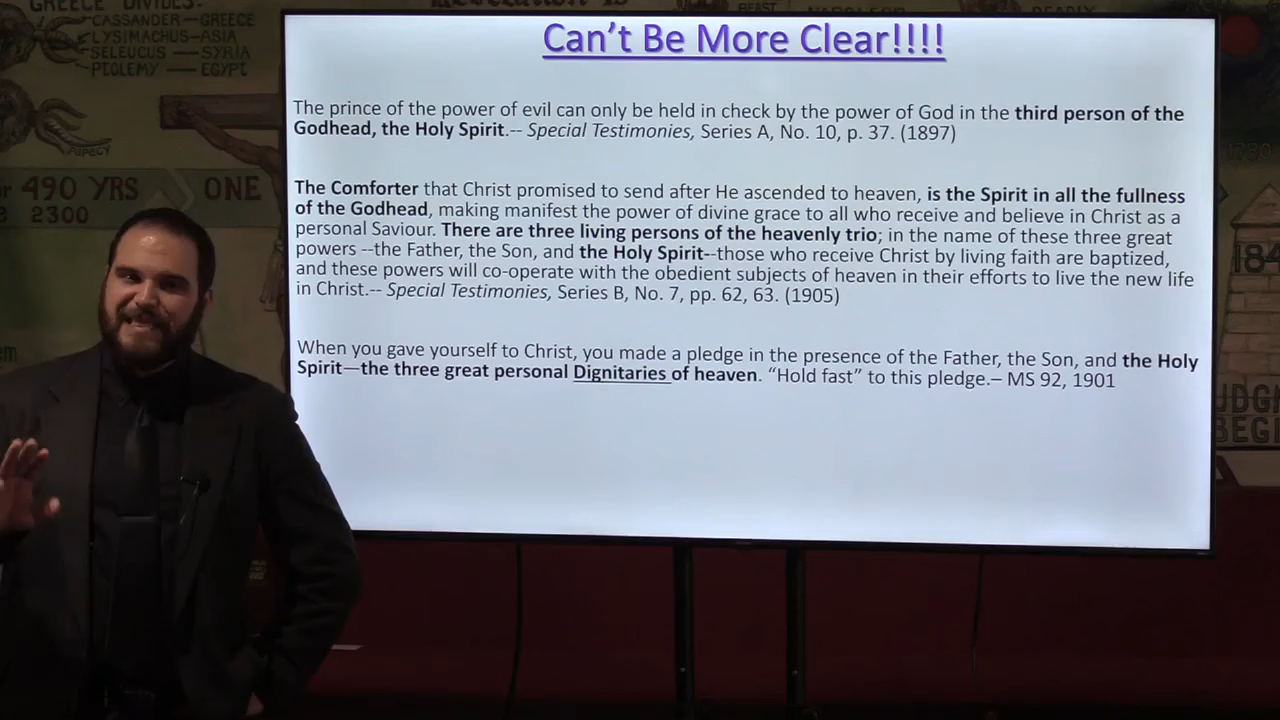 GREECE DIVIDES:
CASSANDER—GREECE
LYSIMACHUS—ASIA
SELEUCUS — SYRIA
PTOLEMY — EGYPT
490 YRS
ONE
2300
Can't Be More Clear!!!!
The prince of the power of evil can only be held in check by the power of God in the third person of the
Godhead, the Holy Spirit.-- Special Testimonies, Series A, No. 10, p. 37. (1897)
The Comforter that Christ promised to send after He ascended to heaven, is the Spirit in all the fullness
of the Godhead, making manifest the power of divine grace to all who receive and believe in Christ as a
personal Saviour. There are three living persons of the heavenly trio; in the name of these three great
powers --the Father, the Son, and the Holy Spirit--those who receive Christ by living faith are baptized,
and these powers will co-operate with the obedient subjects of heaven in their efforts to live the new life
in Christ.-- Special Testimonies, Series B, No. 7, pp. 62, 63. (1905)
When you gave yourself to Christ, you made a pledge in the presence of the Father, the Son, and the Holy
Spirit—the three great personal Dignitaries of heaven. “Hold fast” to this pledge.– MS 92, 1901
BEAST
184
JUDG
BEGI